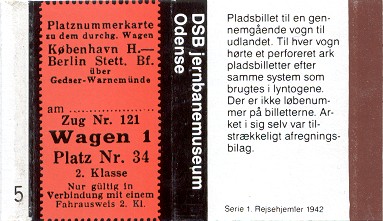 Platznummerkarte
zu dem durchg. Wagen
København H.—
Berlin Stett. Bf.
über
Gedser-Warnemünde
am
Zug Nr. 121
Wagen 1
Platz Nr. 34
2. Klasse
Nur gültig in
Verbindung mit einem
Fahrausweis 2. Kl.
5
DSB jernbanemuseum
Odense
Pladsbillet til en gen-
nemgående vogn til
udlandet. Til hver vogn
hørte et perforeret ark
pladsbilletter efter
samme system som
brugtes i lyntogene.
Der er ikke løbenum-
mer på billetterne. Ar-
ket i sig selv var til-
strækkeligt afregnings-
bilag.
Serie 1. Rejsehjemler 1942